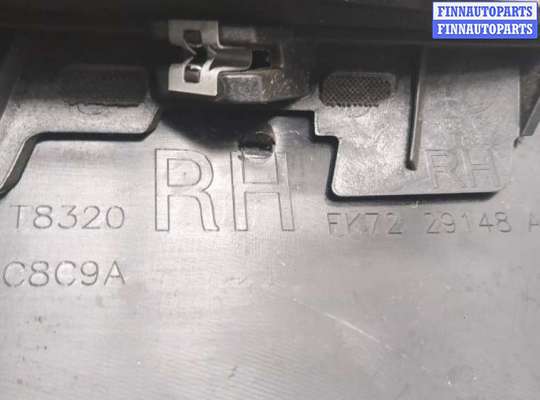 FINNAUTOPARTS
FINNAUTOPARTS
RH
RH
T8320
FK72 29148 A
C8C9A